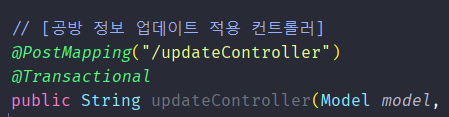 // [공방 정보 업데이트 적용 컨트롤러]
@PostMapping("/updateController")
@Transactional
public String updateController(Model model,